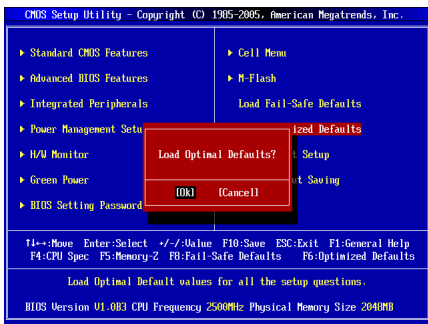 CMOS Setup Utility - Copyright (C) 1985-2005, American Megatrends, Inc.
▶ Standard CMOS Features ▶ Cell Menu
▶ Advanced BIOS Features ▶ M-Flash
▶ Integrated Peripherals Load Fail-Safe Defaults
▶ Power Management Setu ized Defaults
▶ H/W Monitor Load Optimal Defaults? t Setup
▶ Green Power ut Saving
[Ok] [Cancel]
▶ BIOS Setting Password
↑↓↔:Move Enter:Select +/-/:Value F10:Save ESC:Exit F1:General Help
F4:CPU Spec F5:Memory-Z F8:Fail-Safe Defaults F6:Optimized Defaults
Load Optimal Default values for all the setup questions.
BIOS Version V1.0B3 CPU Frequency 2500MHz Physical Memory Size 2048MB